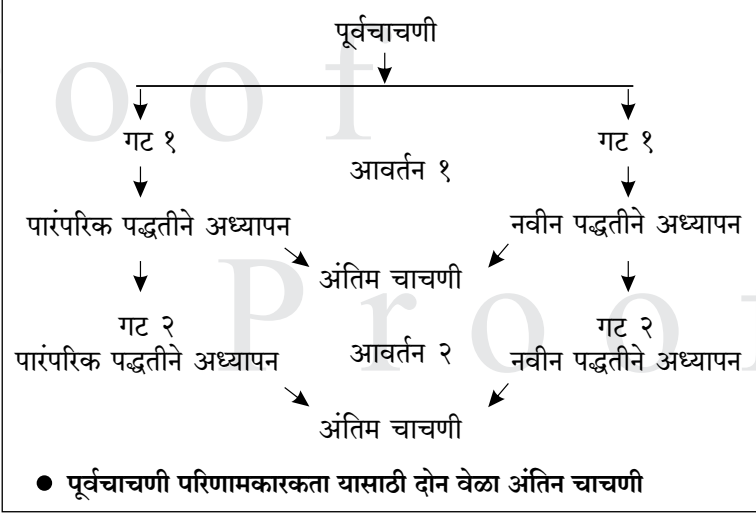 पूर्वचाचणी
गट १ गट १
आवर्तन १
पारंपरिक पद्धतीने अध्यापन नवीन पद्धतीने अध्यापन
अंतिम चाचणी
गट २ गट २
पारंपरिक पद्धतीने अध्यापन आवर्तन २ नवीन पद्धतीने अध्यापन
अंतिम चाचणी
● पूर्वचाचणी परिणामकारकता यासाठी दोन वेळा अंतिन चाचणी
oof
Proof